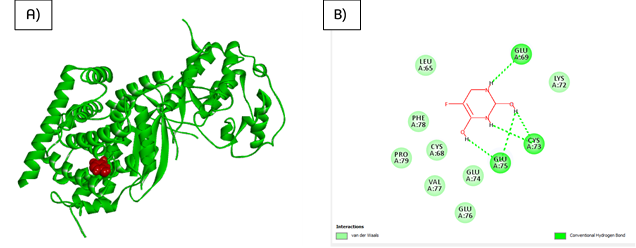 A)
B)
GLU
A:69
LEU
A:65
LYS
A:72
H
N
F
O
H
N
H
O
H
PHE
A:78
CYS
A:73
CYS
A:68
PRO
A:79
GLU
A:75
GLU
A:74
VAL
A:77
GLU
A:76
Interactions
van der Waals
Conventional Hydrogen Bond